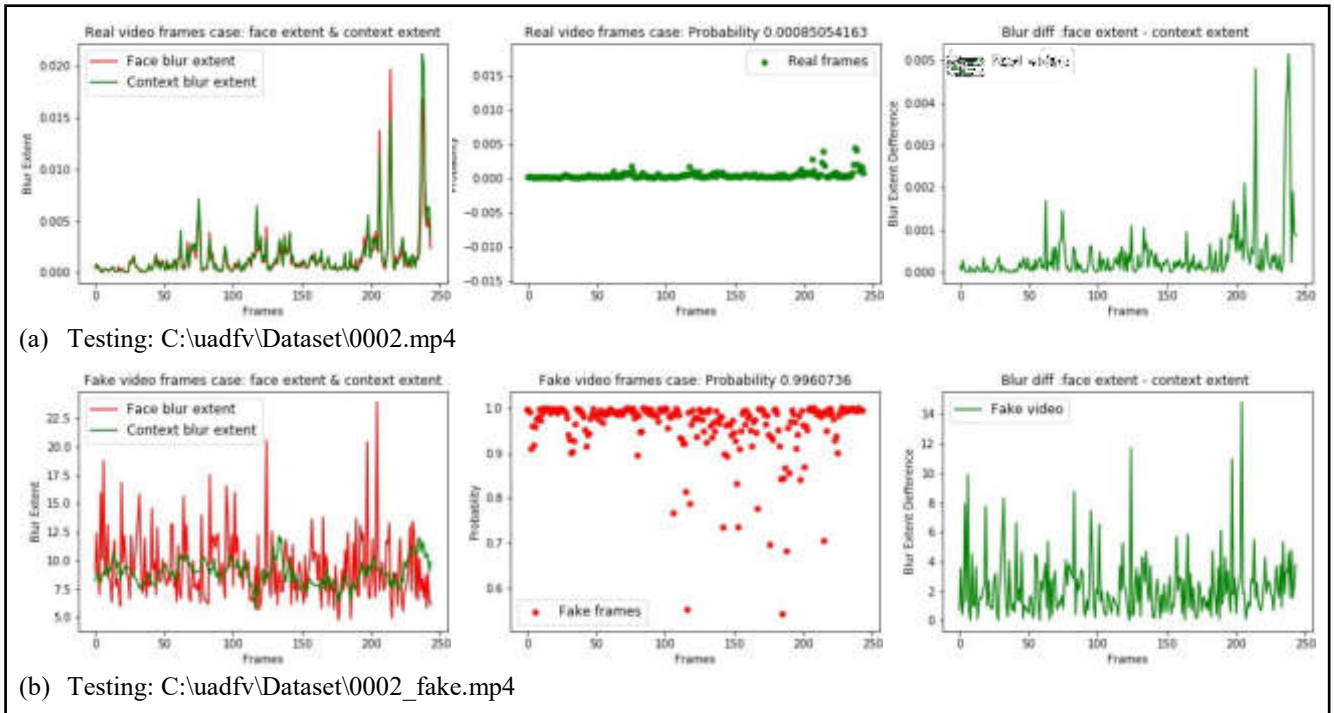 Real video frames case: face extent & context extent
Face blur extent
Context blur extent
0.020
0.015
0.010
0.005
0.000
Blur Extent
0 50 100 150 200 250
Frames
Real video frames case: Probability 0.00085054163
Real frames
0.015
0.010
0.005
0.000
−0.005
−0.010
−0.015
0 50 100 150 200 250
Frames
Blur diff :face extent - context extent
0.005
0.004
0.003
0.002
0.001
0.000
Blur Extent Defference
0 50 100 150 200 250
Frames
(a) Testing: C:\uadfv\Dataset\0002.mp4
Fake video frames case: face extent & context extent
Face blur extent
Context blur extent
22.5
20.0
17.5
15.0
12.5
10.0
7.5
5.0
Blur Extent
0 50 100 150 200 250
Frames
Fake video frames case: Probability 0.9960736
1.0
0.9
0.8
0.7
0.6
Probability
Fake frames
0 50 100 150 200 250
Frames
Blur diff :face extent - context extent
Fake video
14
12
10
8
6
4
2
0
Blur Extent Defference
0 50 100 150 200 250
Frames
(b) Testing: C:\uadfv\Dataset\0002_fake.mp4